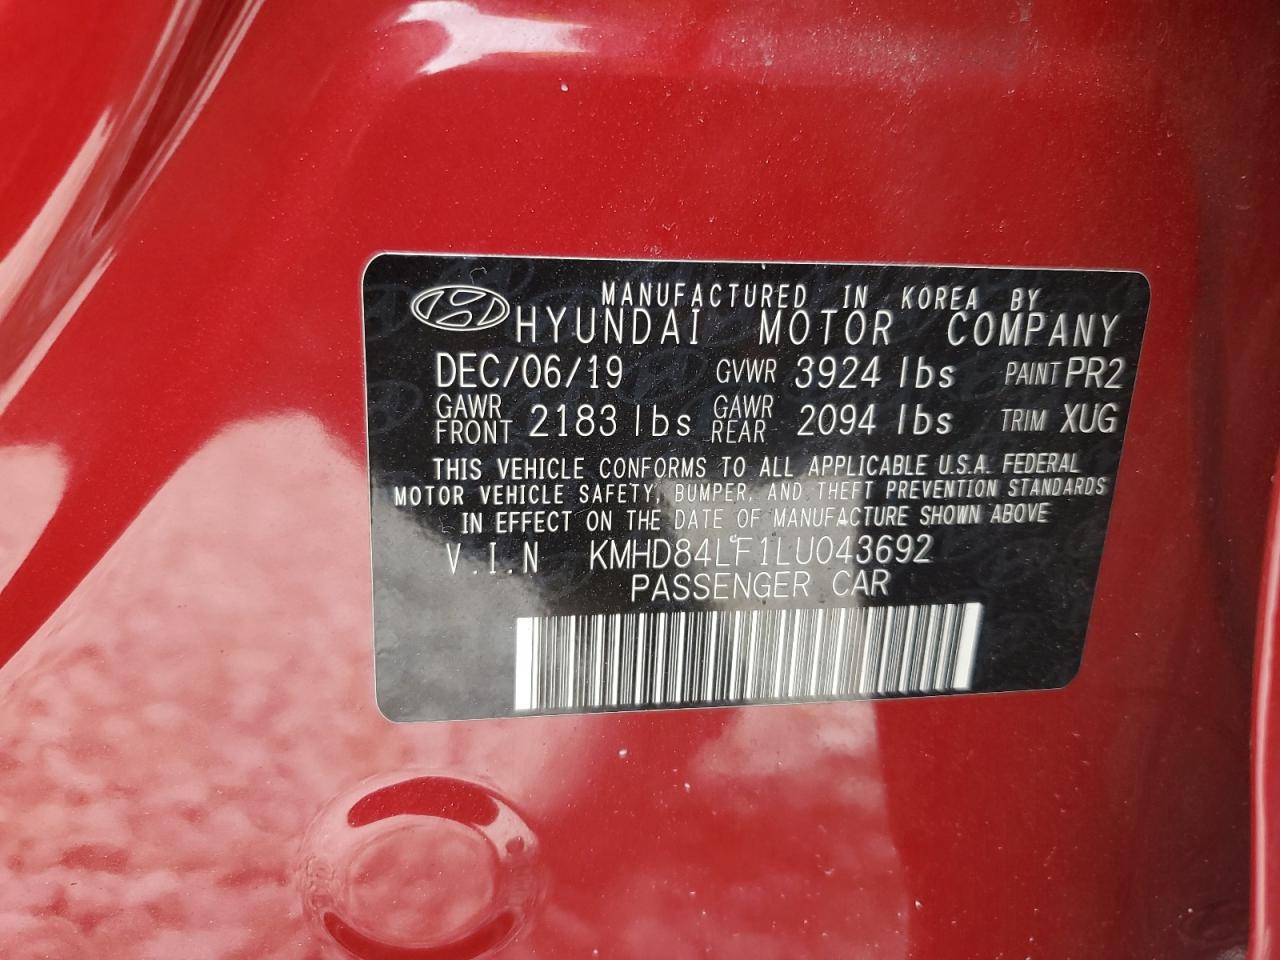 MANUFACTURED IN KOREA BY
HYUNDAI MOTOR COMPANY
DEC/06/19 GVWR 3924 lbs PAINT PR2
GAWR FRONT 2183 lbs GAWR REAR 2094 lbs TRIM XUG
THIS VEHICLE CONFORMS TO ALL APPLICABLE U.S.A. FEDERAL
MOTOR VEHICLE SAFETY, BUMPER, AND THEFT PREVENTION STANDARDS
IN EFFECT ON THE DATE OF MANUFACTURE SHOWN ABOVE
V.I.N KMHD84LF1LU043692
PASSENGER CAR